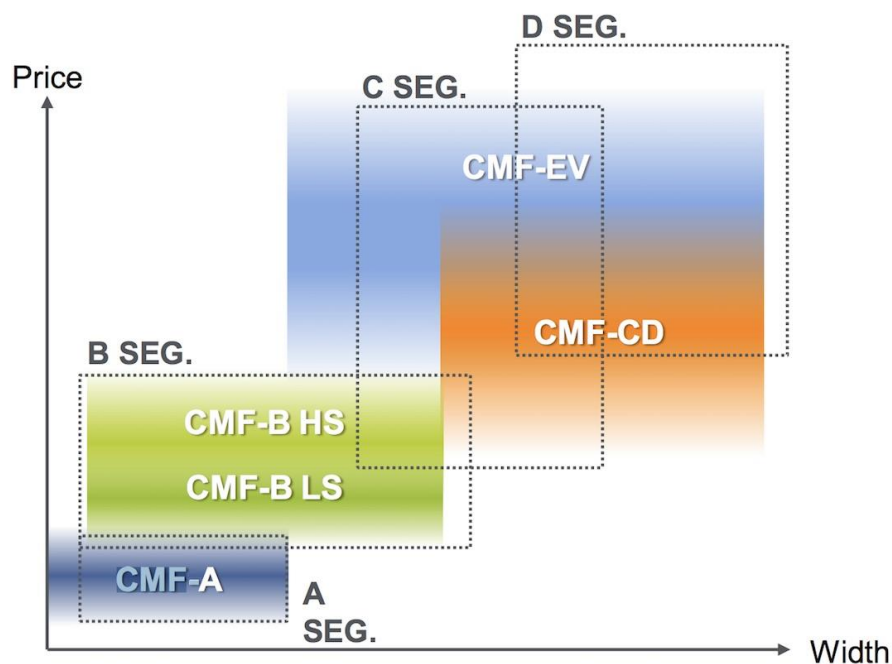 D SEG.
Price
C SEG.
CMF-EV
CMF-CD
B SEG.
CMF-B HS
CMF-B LS
CMF-A
A
SEG.
Width